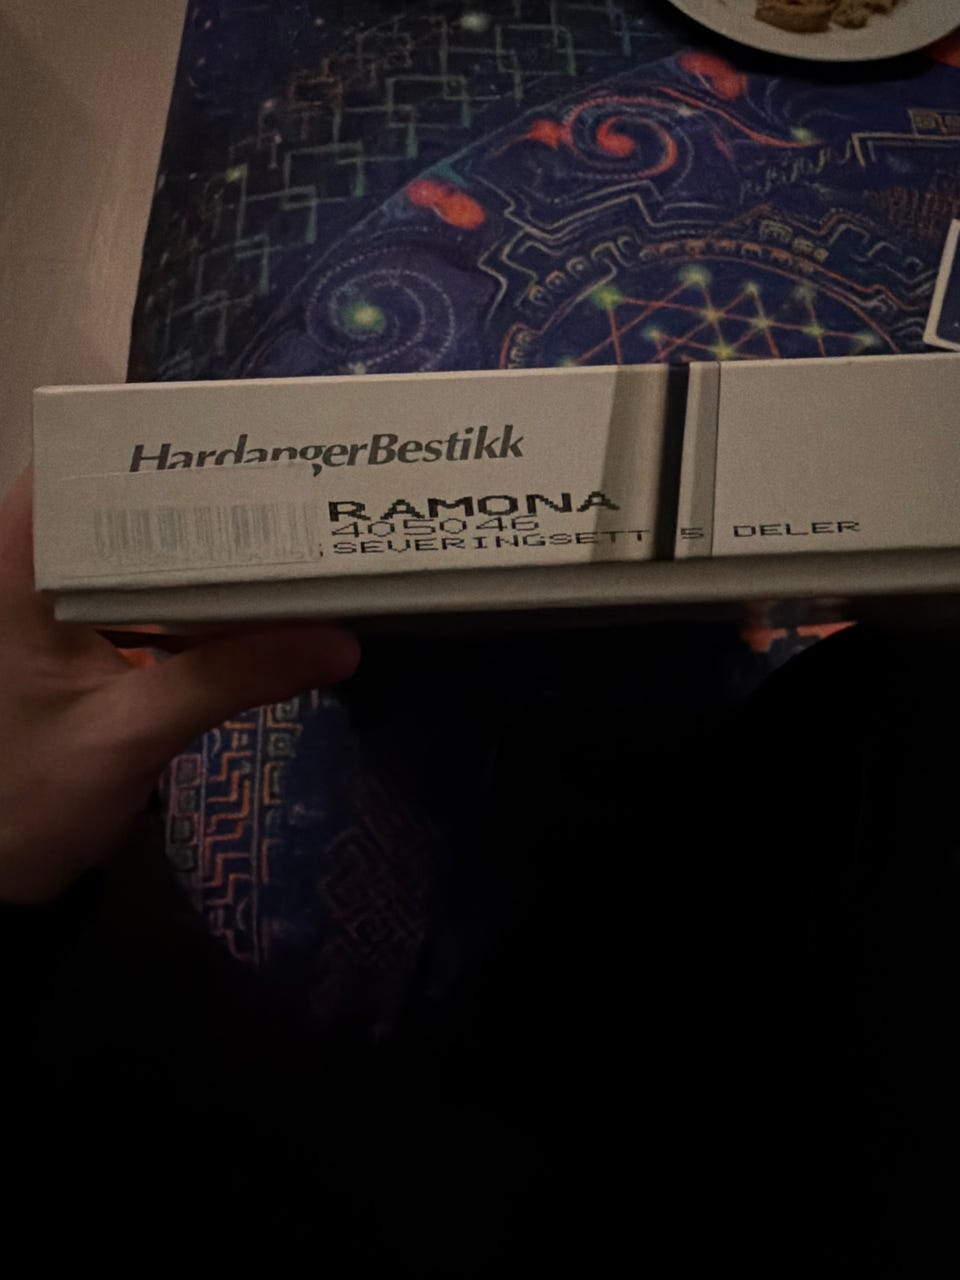 HardangerBestikk
RAMONA
405046
SEVERINGSETT 5 DELER